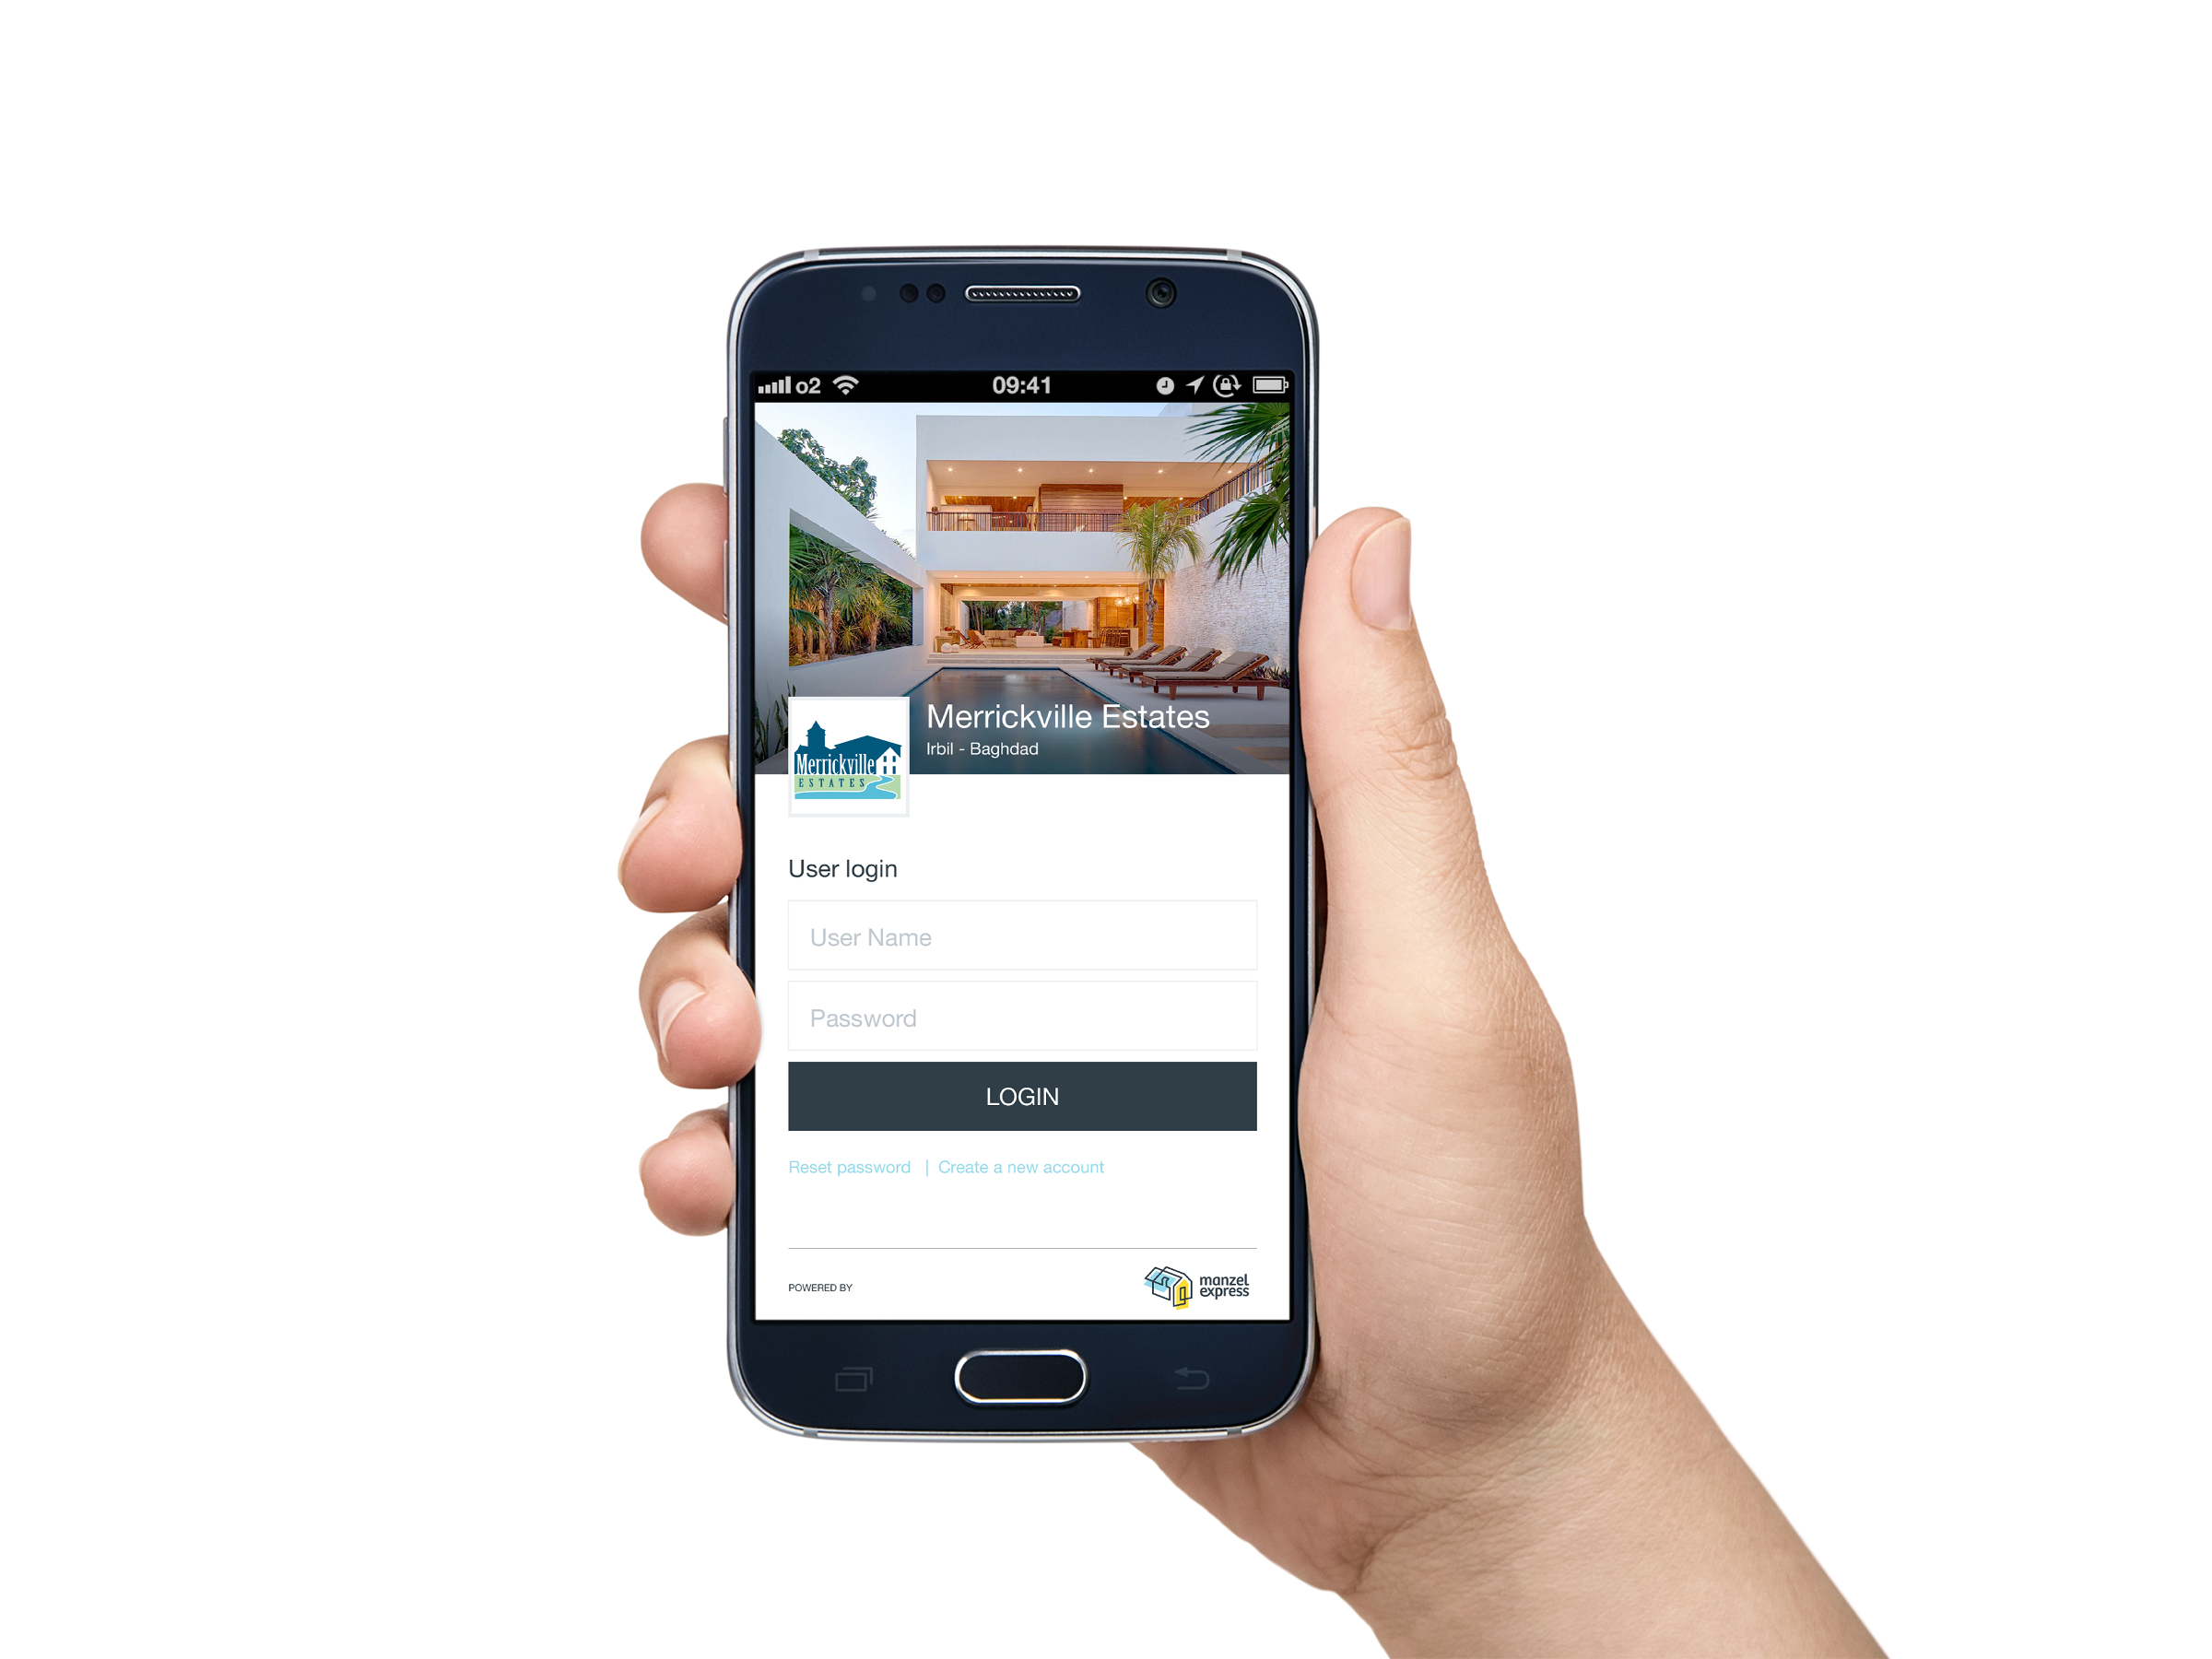 o2 09:41
Merrickville Estates
Irbil - Baghdad
Merrickville
ESTATES
User login
User Name
Password
LOGIN
Reset password | Create a new account
POWERED BY
manzel
express